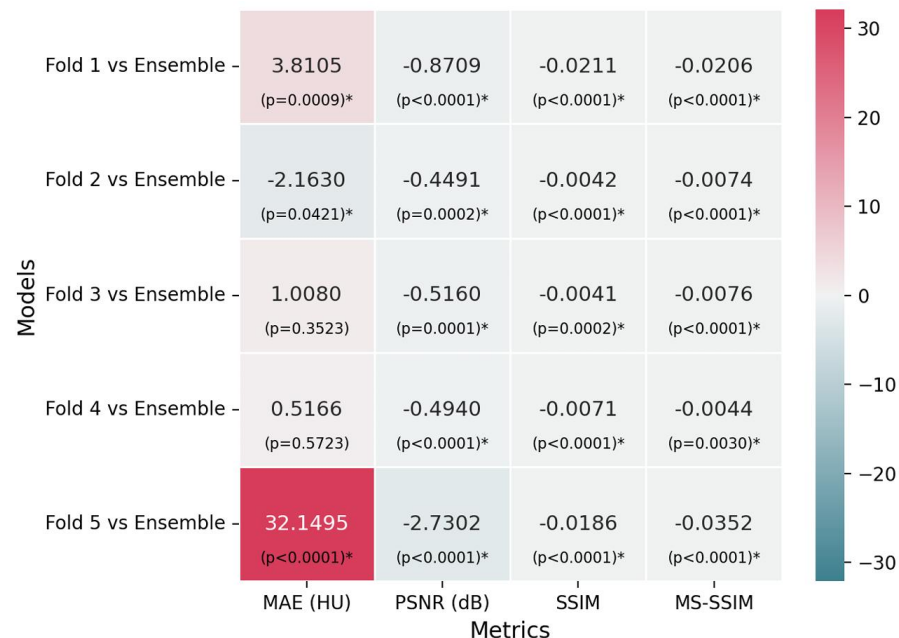 Models
Fold 1 vs Ensemble
3.8105
-0.8709
-0.0211
-0.0206
(p=0.0009)*
(p<0.0001)*
(p<0.0001)*
(p<0.0001)*
Fold 2 vs Ensemble
-2.1630
-0.4491
-0.0042
-0.0074
(p=0.0421)*
(p=0.0002)*
(p<0.0001)*
(p<0.0001)*
Fold 3 vs Ensemble
1.0080
-0.5160
-0.0041
-0.0076
(p=0.3523)
(p=0.0001)*
(p=0.0002)*
(p<0.0001)*
Fold 4 vs Ensemble
0.5166
-0.4940
-0.0071
-0.0044
(p=0.5723)
(p<0.0001)*
(p<0.0001)*
(p=0.0030)*
Fold 5 vs Ensemble
32.1495
-2.7302
-0.0186
-0.0352
(p<0.0001)*
(p<0.0001)*
(p<0.0001)*
(p<0.0001)*
MAE (HU)
PSNR (dB)
SSIM
MS-SSIM
Metrics
30
20
10
0
−10
−20
−30